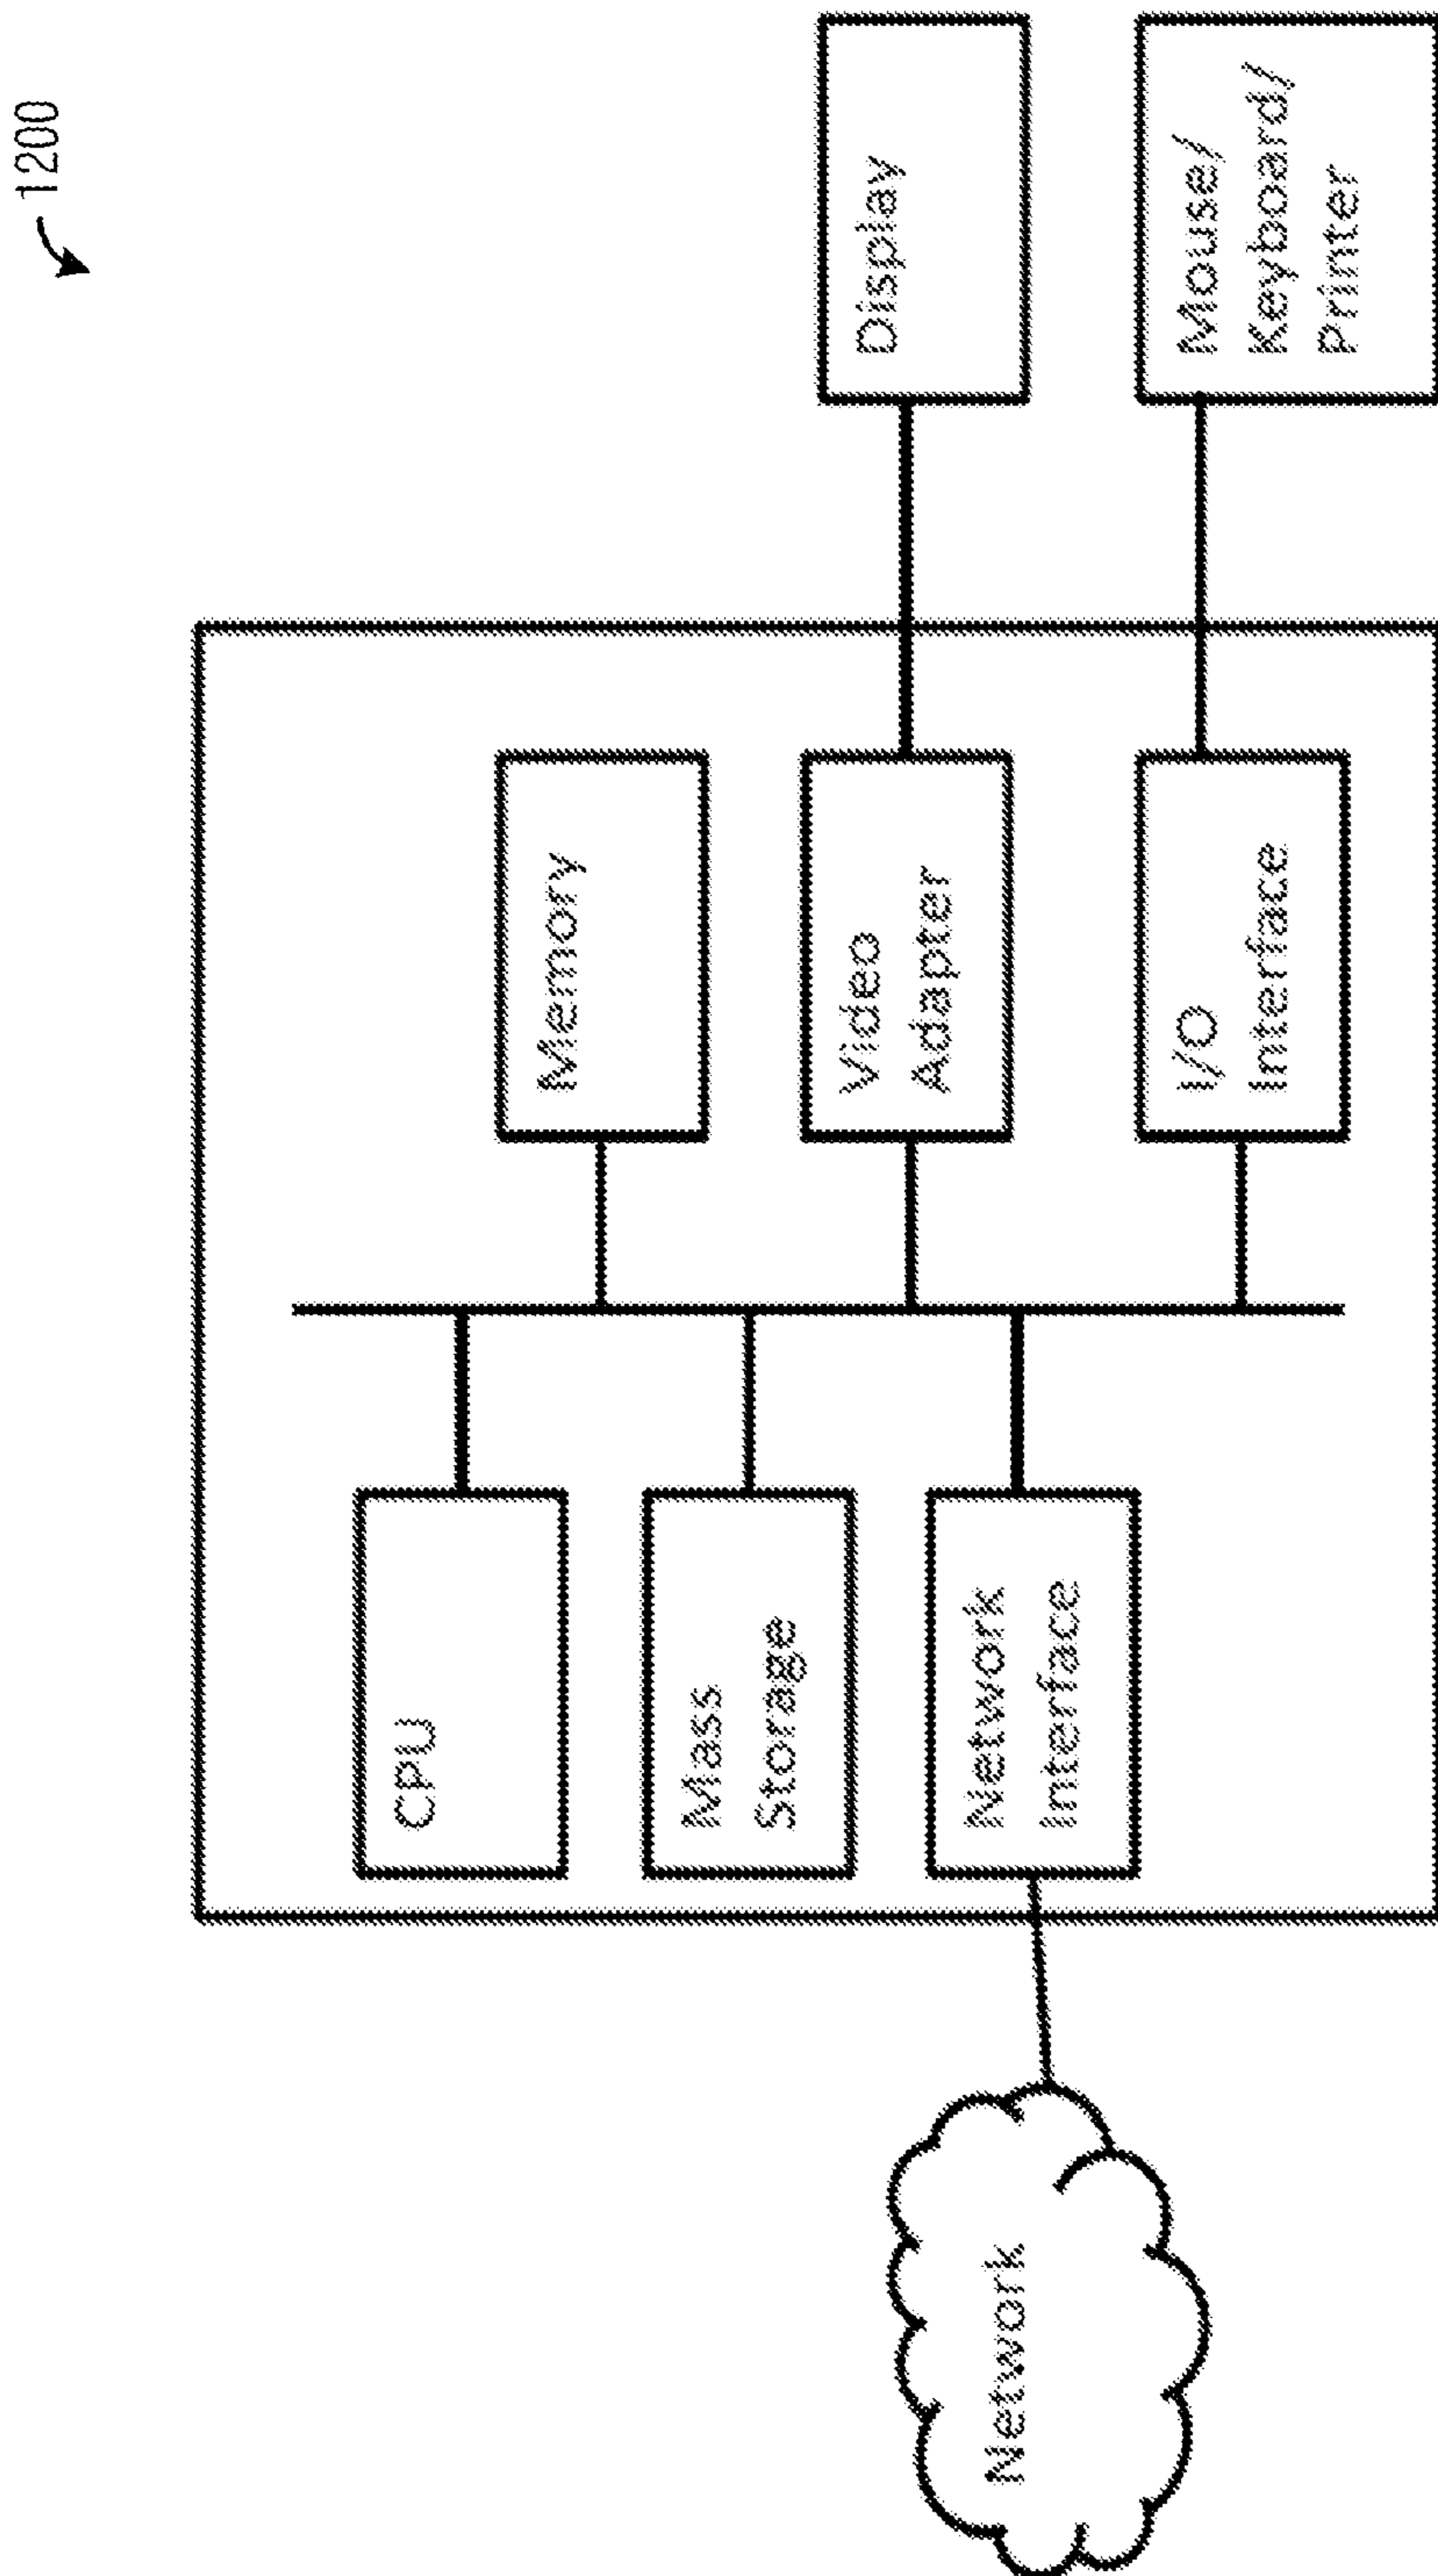 1200
CPU
Memory
Mass
Storage
Video
Adapter
Display
Network
Network
Interface
I/O
Interface
Mouse/
Keyboard/
Printer